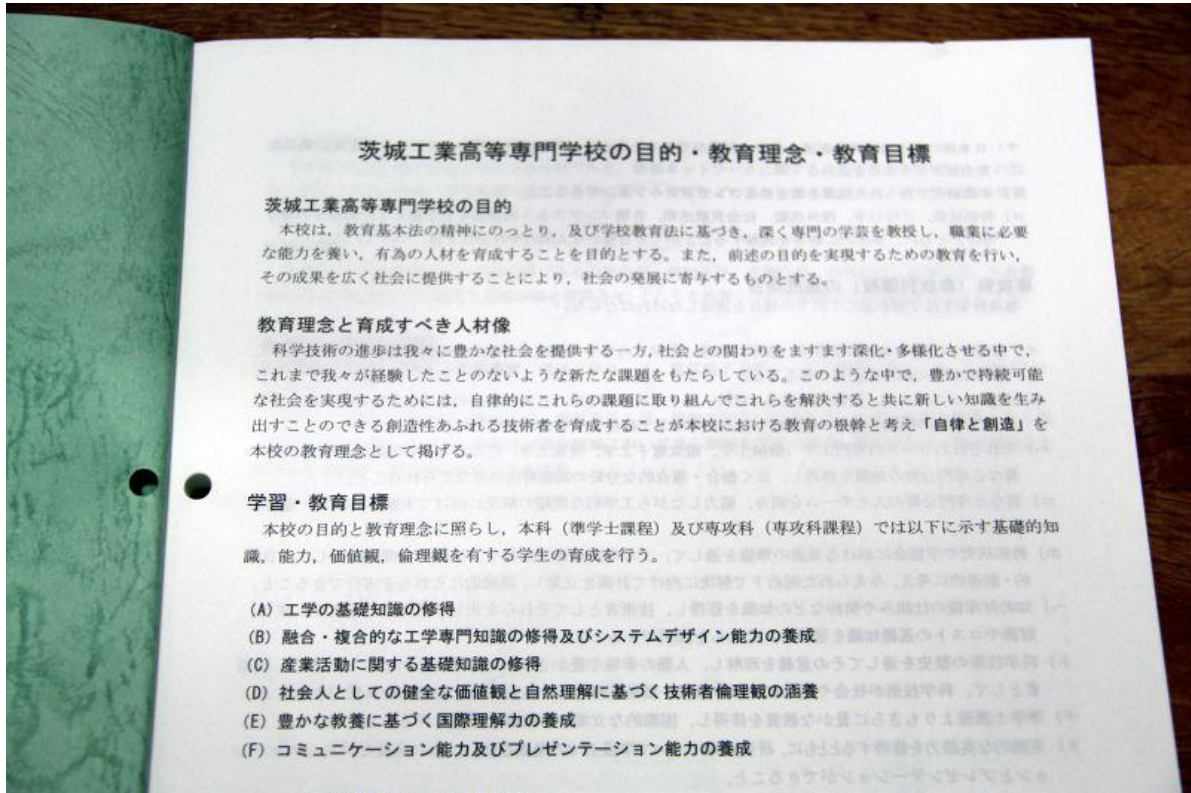 茨城工業高等専門学校の目的・教育理念・教育目標
茨城工業高等専門学校の目的
本校は，教育基本法の精神にのっとり，及び学校教育法に基づき，深く専門の学芸を教授し，職業に必要
な能力を養い，有為の人材を育成することを目的とする。また，前述の目的を実現するための教育を行い，
その成果を広く社会に提供することにより，社会の発展に寄与するものとする。
教育理念と育成すべき人材像
科学技術の進歩は我々に豊かな社会を提供する一方，社会との関わりをますます深化・多様化させる中で，
これまで我々が経験したことのないような新たな課題をもたらしている。このような中で，豊かで持続可能
な社会を実現するためには，自律的にこれらの課題に取り組んでこれらを解決すると共に新しい知識を生み
出すことのできる創造性あふれる技術者を育成することが本校における教育の根幹と考え「自律と創造」を
本校の教育理念として掲げる。
学習・教育目標
本校の目的と教育理念に照らし，本科（準学士課程）及び専攻科（専攻科課程）では以下に示す基礎的知
識，能力，価値観，倫理観を有する学生の育成を行う。
(A) 工学の基礎知識の修得
(B) 融合・複合的な工学専門知識の修得及びシステムデザイン能力の養成
(C) 産業活動に関する基礎知識の修得
(D) 社会人としての健全な価値観と自然理解に基づく技術者倫理観の涵養
(E) 豊かな教養に基づく国際理解力の養成
(F) コミュニケーション能力及びプレゼンテーション能力の養成